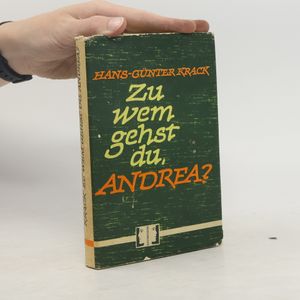 HANS-GÜNTER KRACK
Zu
wem
gehst
du,
ANDREA?